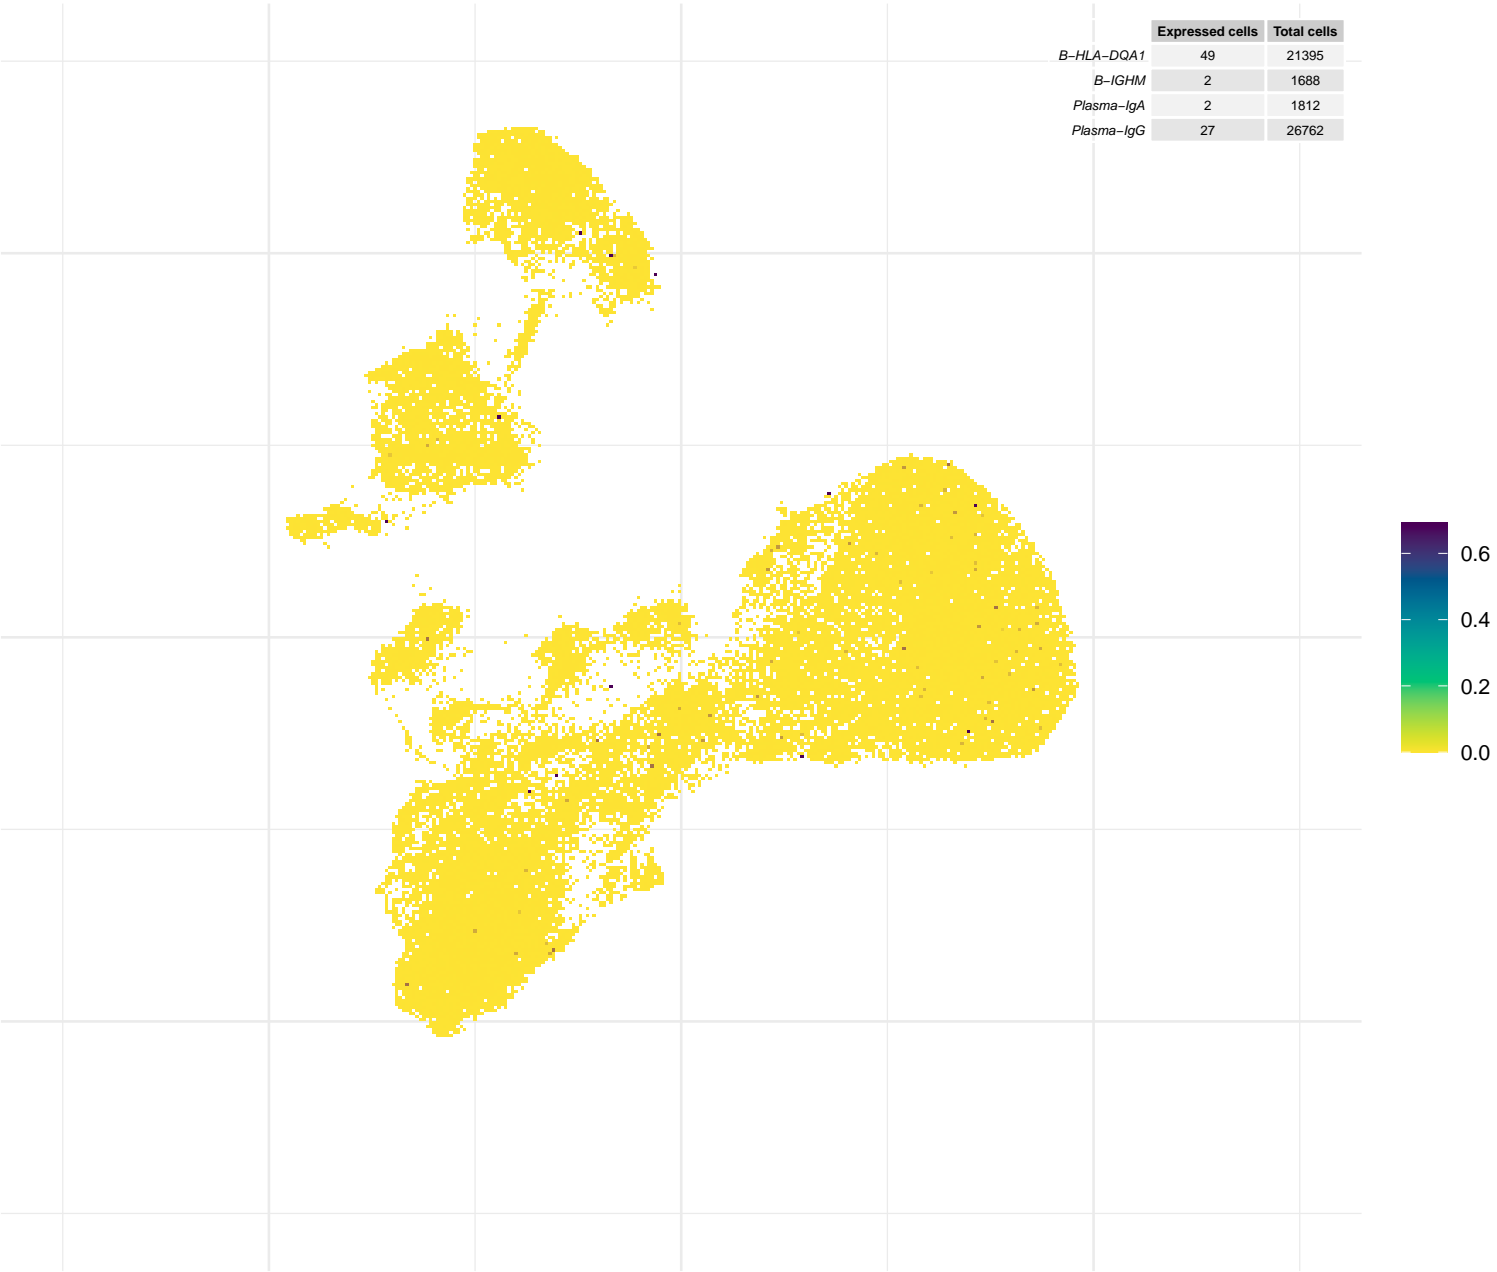 Expressed cells Total cells
B−HLA−DQA1 49 21395
B−IGHM 2 1688
Plasma−IgA 2 1812
Plasma−IgG 27 26762
0.6
0.4
0.2
0.0